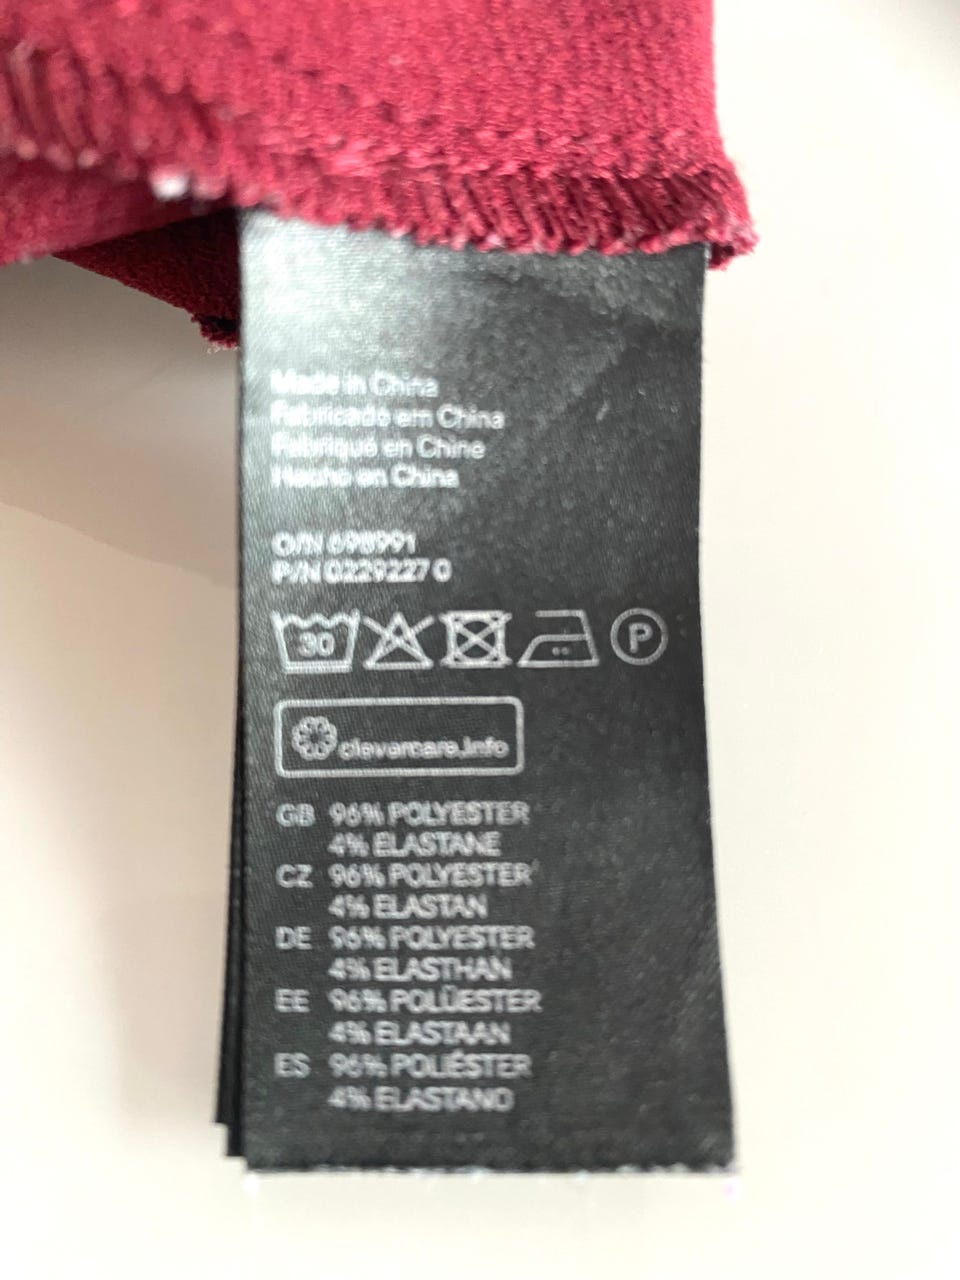 Made in China
Fabricado em China
Fabriqué en Chine
Hecho en China
O/N 698991
P/N 0229227 0
30
P
clevercare.info
GB 96% POLYESTER
4% ELASTANE
CZ 96% POLYESTER
4% ELASTAN
DE 96% POLYESTER
4% ELASTHAN
EE 96% POLÜESTER
4% ELASTAAN
ES 96% POLIÉSTER
4% ELASTANO